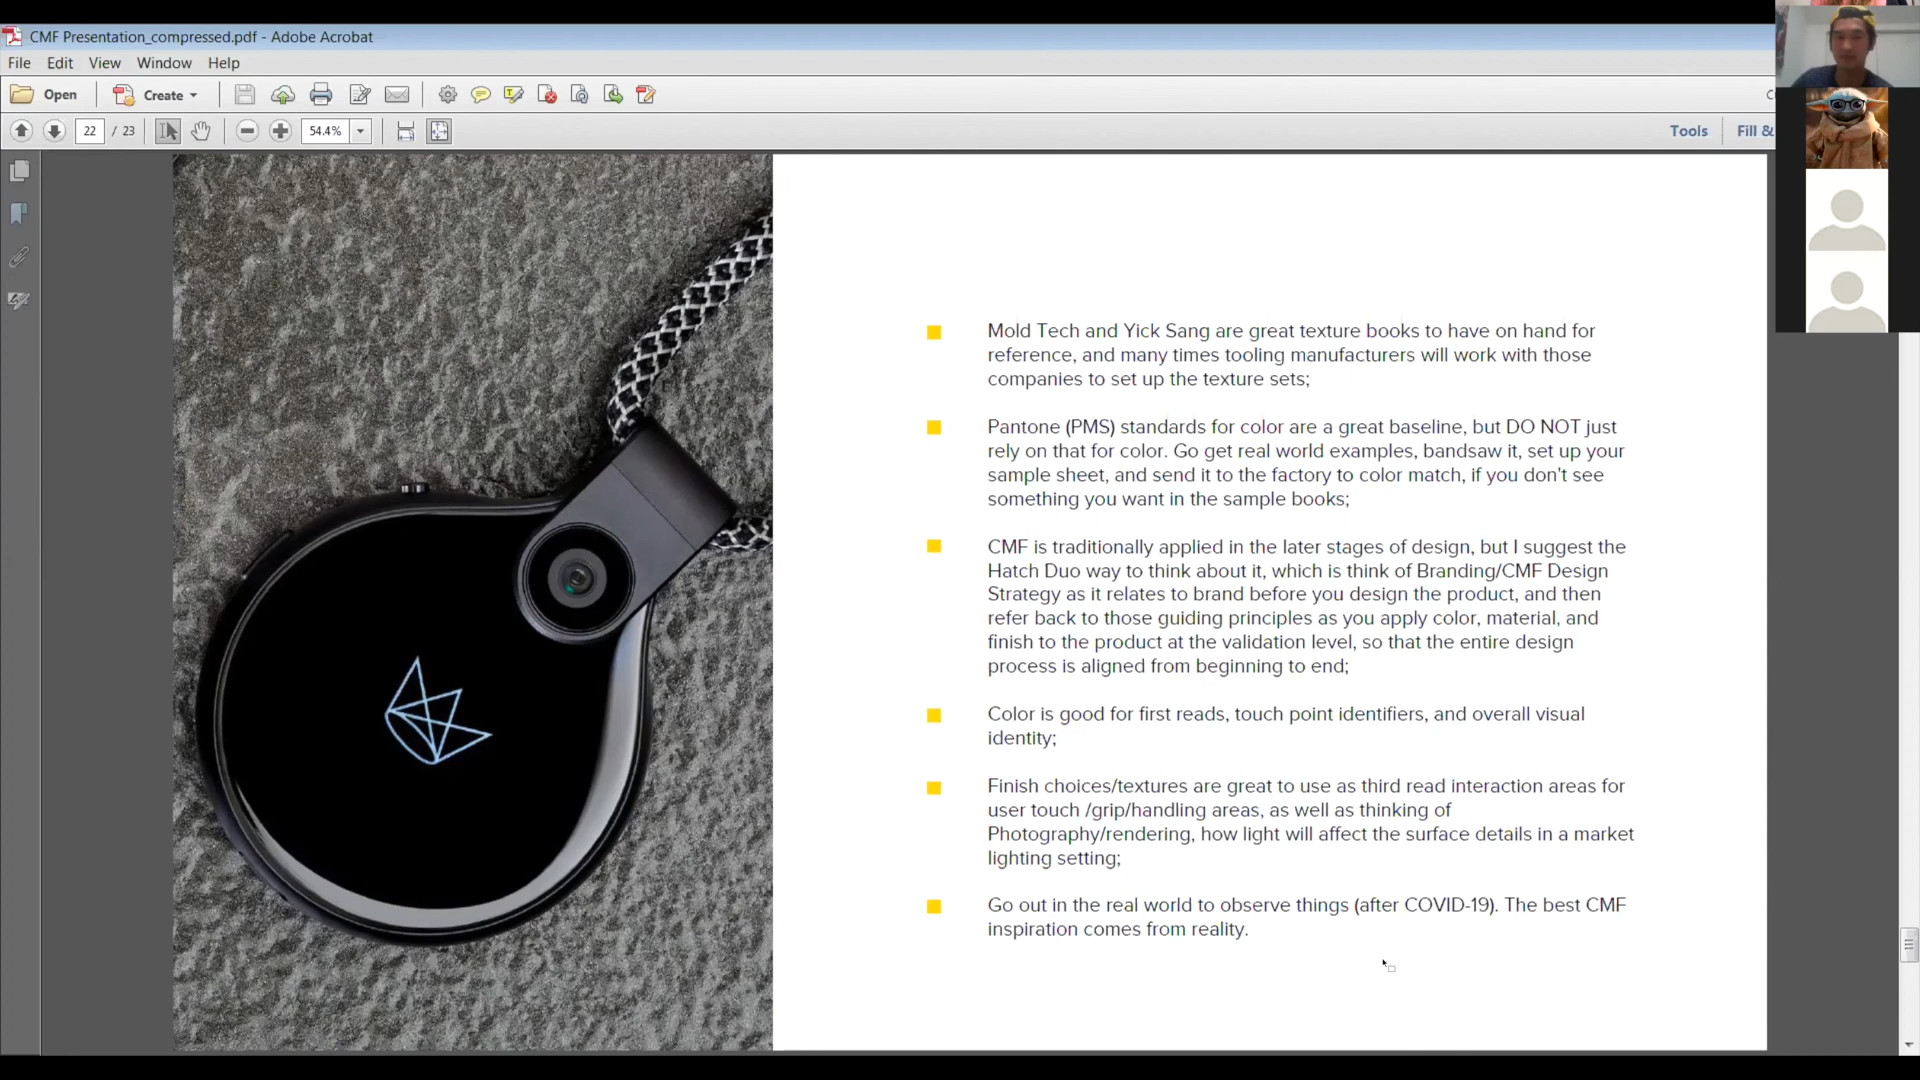 CMF Presentation_compressed.pdf - Adobe Acrobat
File Edit View Window Help
Open Create
22 / 23 54.4% Tools Fill &
Mold Tech and Yick Sang are great texture books to have on hand for
reference, and many times tooling manufacturers will work with those
companies to set up the texture sets;
Pantone (PMS) standards for color are a great baseline, but DO NOT just
rely on that for color. Go get real world examples, bandsaw it, set up your
sample sheet, and send it to the factory to color match, if you don't see
something you want in the sample books;
CMF is traditionally applied in the later stages of design, but I suggest the
Hatch Duo way to think about it, which is think of Branding/CMF Design
Strategy as it relates to brand before you design the product, and then
refer back to those guiding principles as you apply color, material, and
finish to the product at the validation level, so that the entire design
process is aligned from beginning to end;
Color is good for first reads, touch point identifiers, and overall visual
identity;
Finish choices/textures are great to use as third read interaction areas for
user touch /grip/handling areas, as well as thinking of
Photography/rendering, how light will affect the surface details in a market
lighting setting;
Go out in the real world to observe things (after COVID-19). The best CMF
inspiration comes from reality.